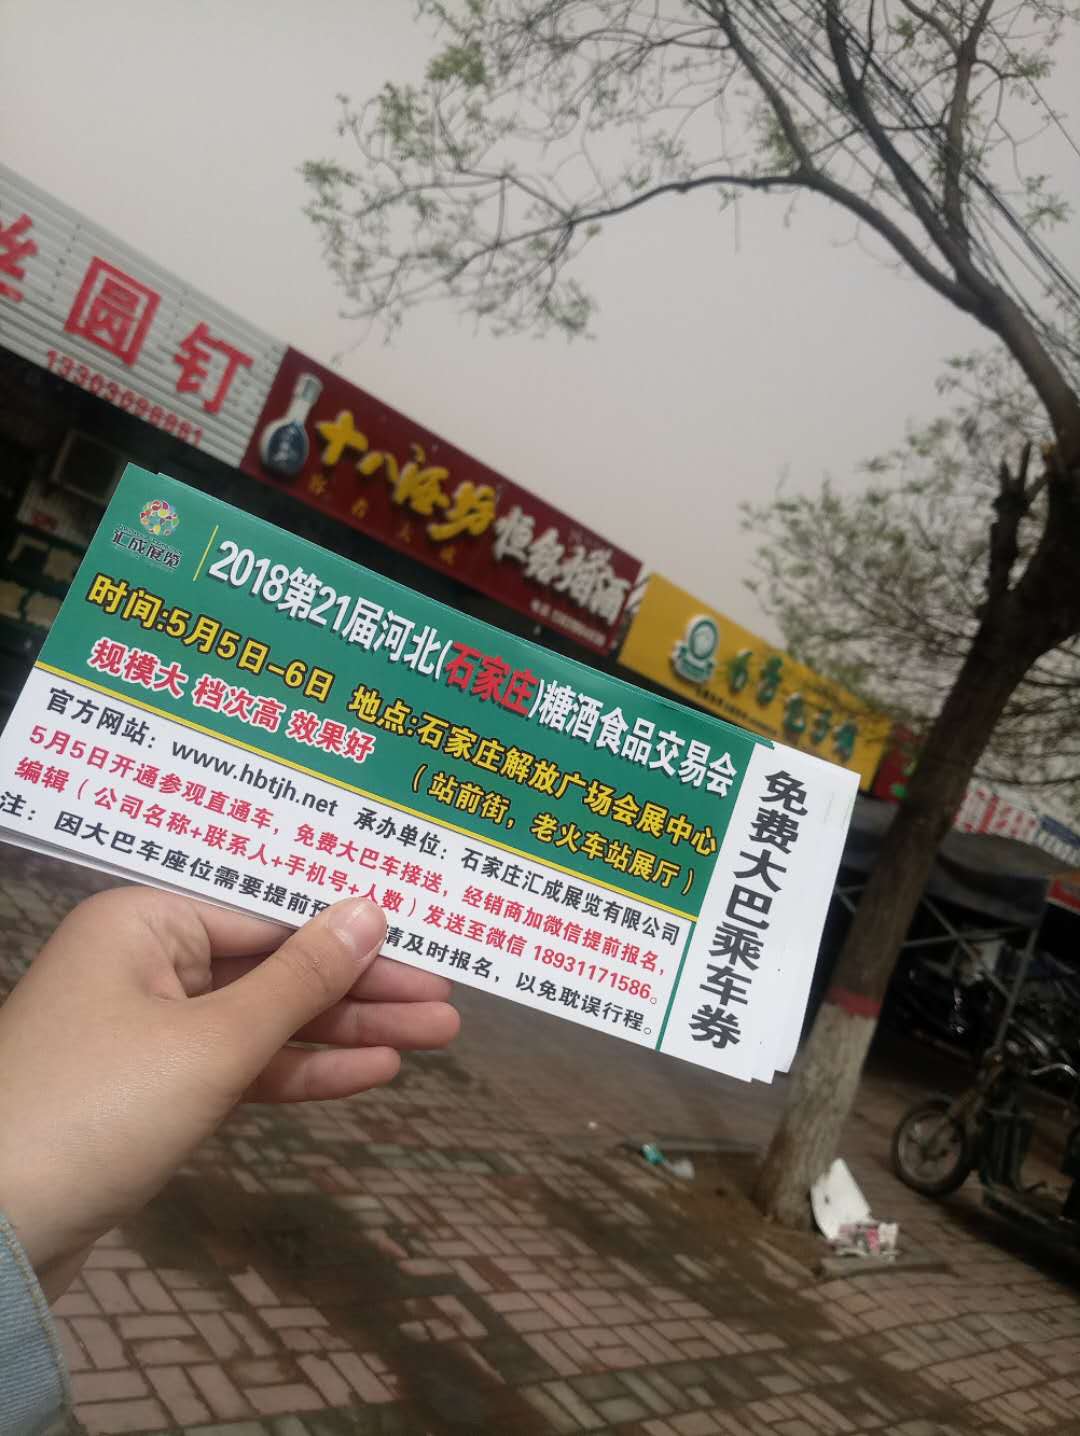 圆钉
13303698881
十八酒坊
汇成展览
2018第21届河北(石家庄)糖酒食品交易会
时间:5月5日-6日 地点:石家庄解放广场会展中心
规模大 档次高 效果好
(站前街，老火车站展厅)
官方网站：www.hbtjh.net 承办单位：石家庄汇成展览有限公司
5月5日开通参观直通车，免费大巴车接送，经销商加微信提前报名，
编辑（公司名称+联系人+手机号+人数）发送至微信 18931171586。
注：因大巴车座位需要提前预 请及时报名，以免耽误行程。
免费大巴乘车券